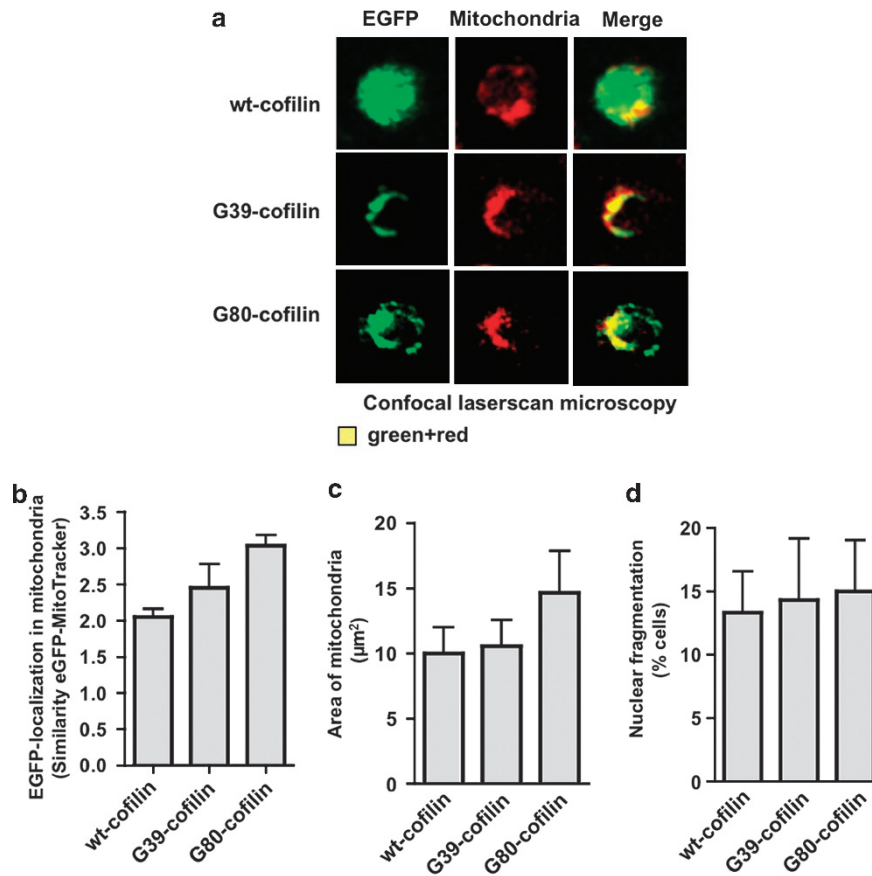 a
EGFP Mitochondria Merge
wt-cofilin
G39-cofilin
G80-cofilin
Confocal laserscan microscopy
green+red
b
EGFP-localization in mitochondria
(Similarity eGFP-MitoTracker)
3.5
3.0
2.5
2.0
1.5
1.0
0.5
0.0
wt-cofilin
G39-cofilin
G80-cofilin
c
Area of mitochondria
(µm²)
20
15
10
5
0
wt-cofilin
G39-cofilin
G80-cofilin
d
Nuclear fragmentation
(% cells)
20
15
10
5
0
wt-cofilin
G39-cofilin
G80-cofilin